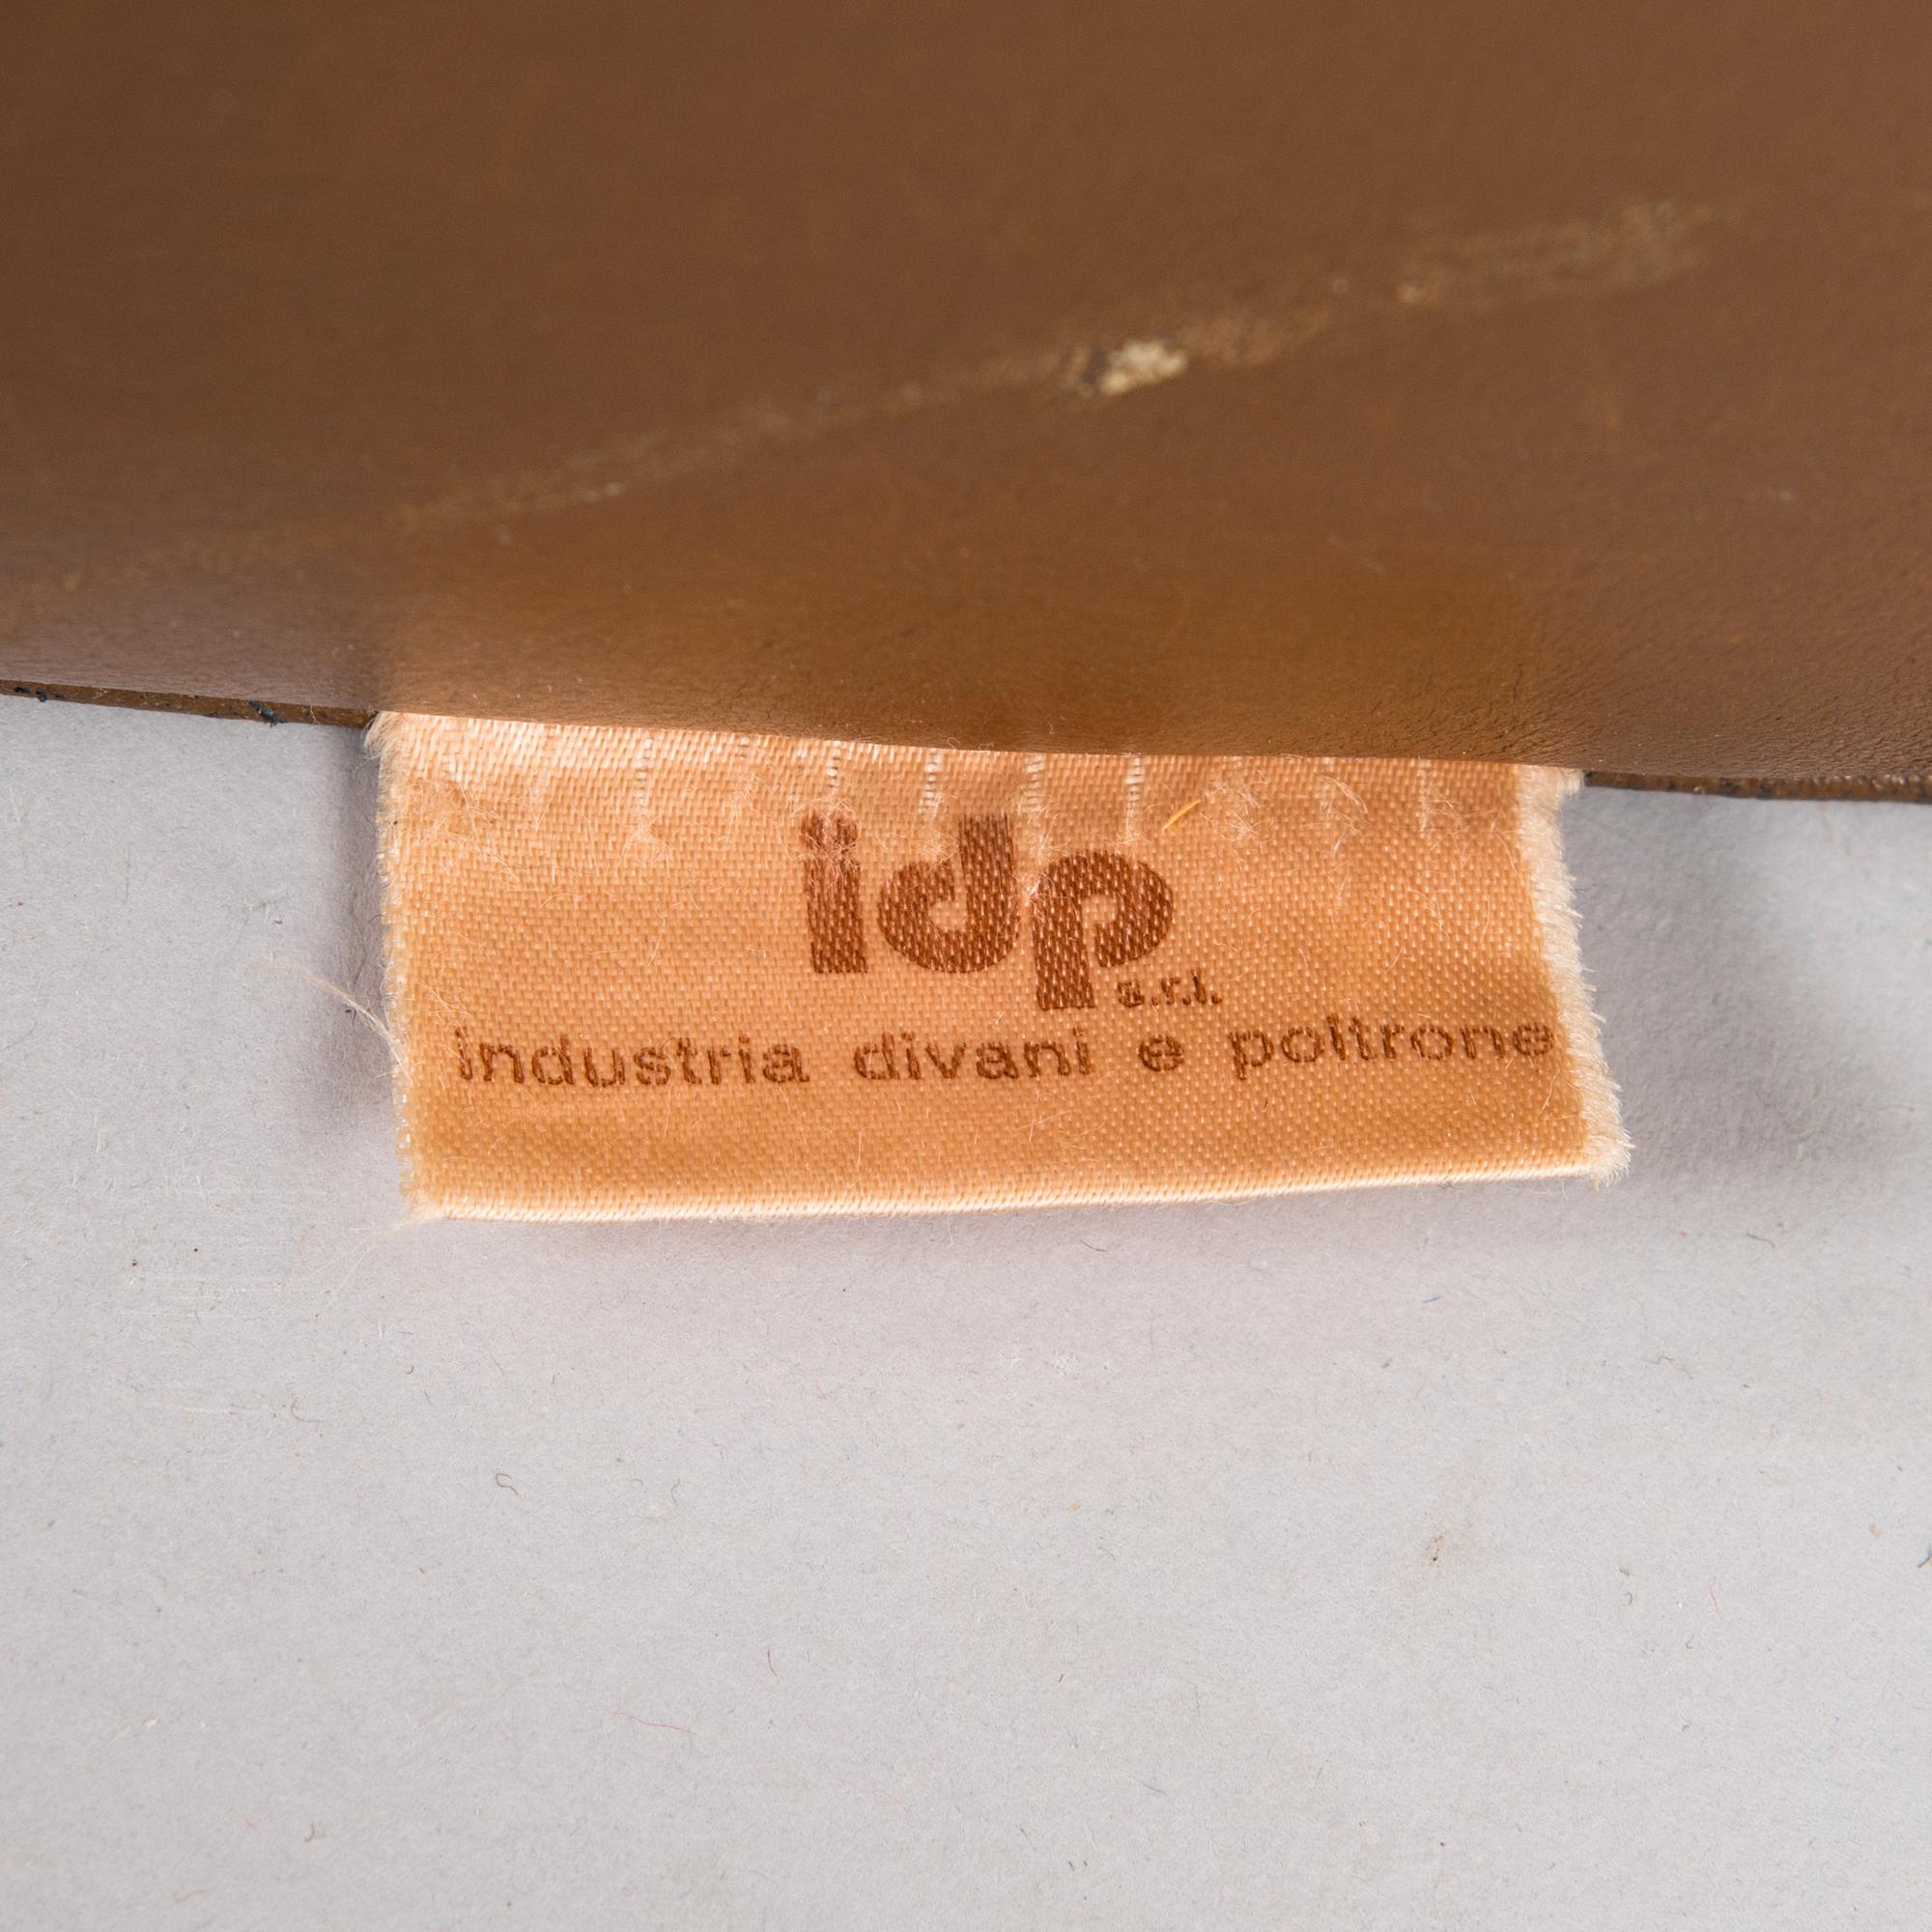 idp
s.r.l.
industria divani e poltrone